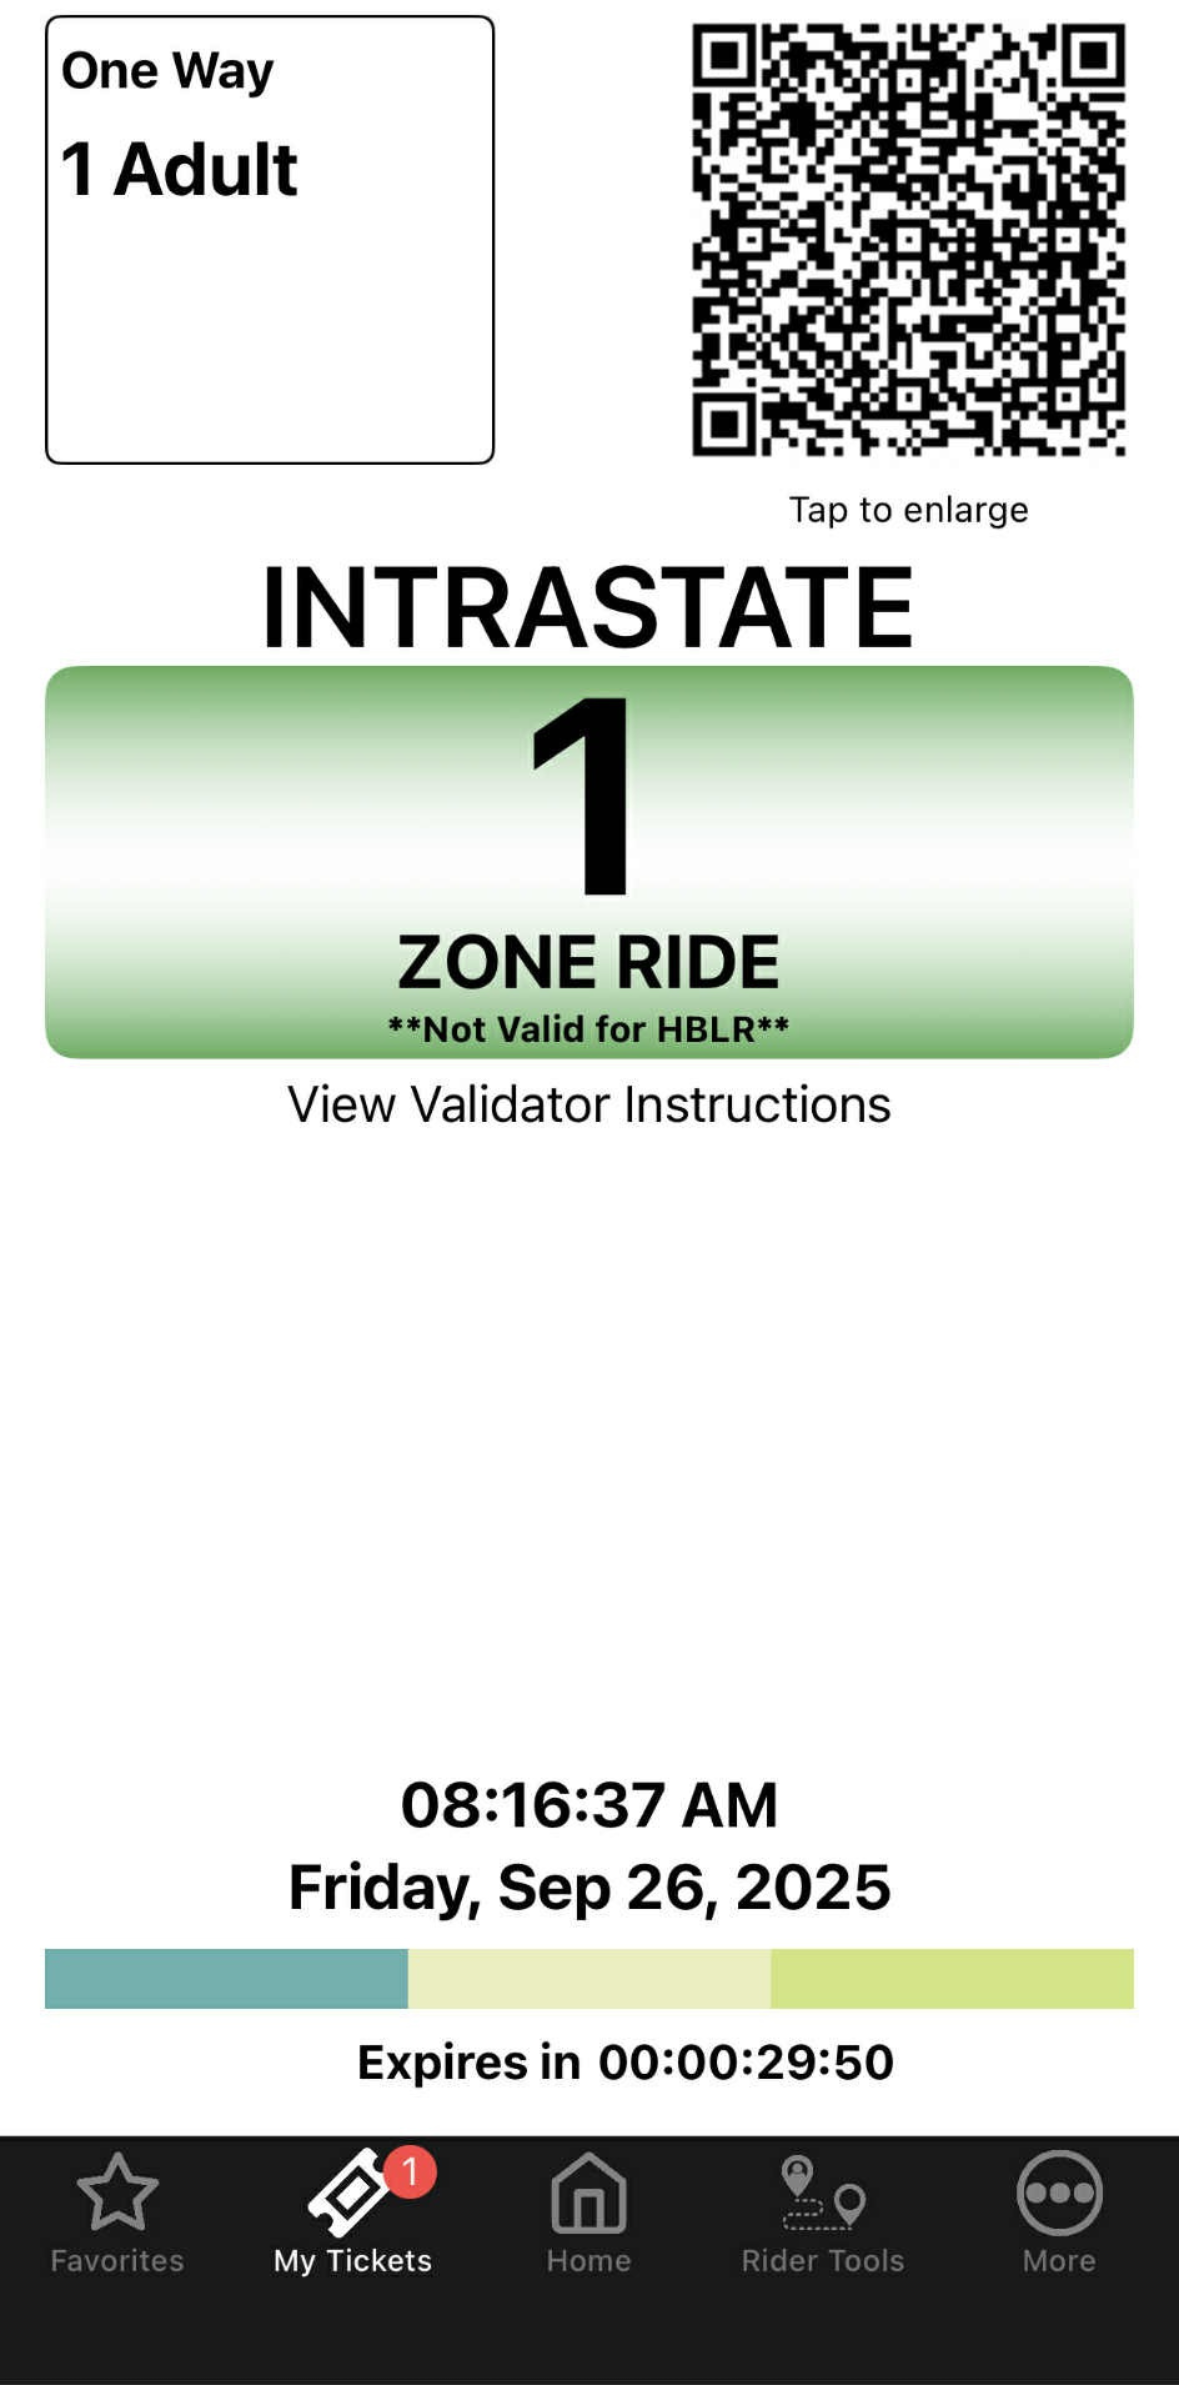 One Way
1 Adult
Tap to enlarge
INTRASTATE
1
ZONE RIDE
**Not Valid for HBLR**
View Validator Instructions
08:16:37 AM
Friday, Sep 26, 2025
Expires in 00:00:29:50
1
Favorites
My Tickets
Home
Rider Tools
More